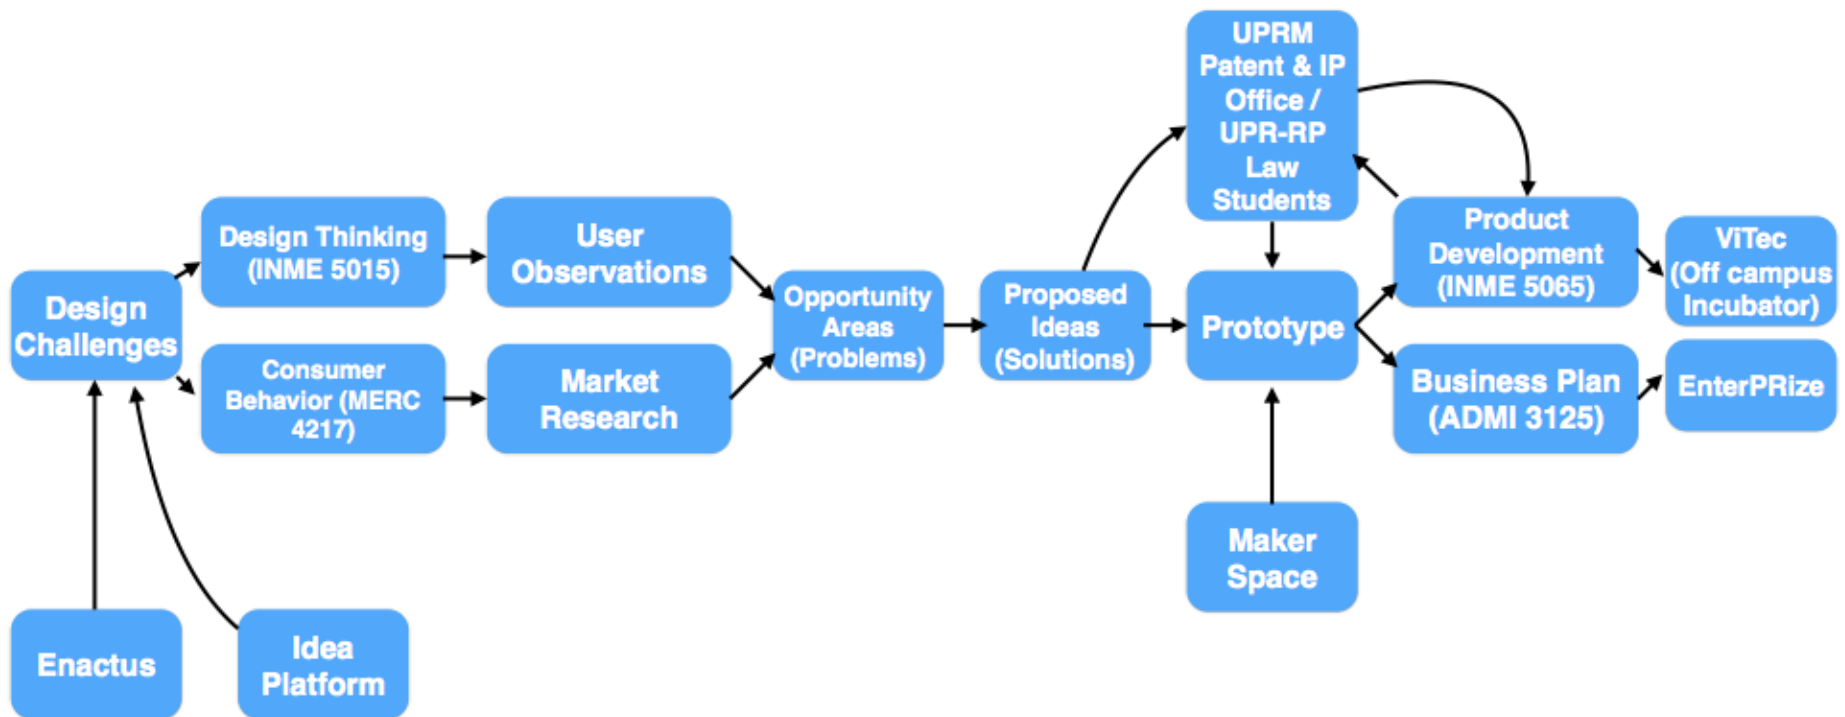 UPRM
Patent & IP
Office /
UPR-RP
Law
Students
Design Thinking
(INME 5015)
User
Observations
Product
Development
(INME 5065)
ViTec
(Off campus
Incubator)
Design
Challenges
Opportunity
Areas
(Problems)
Proposed
Ideas
(Solutions)
Prototype
Consumer
Behavior (MERC
4217)
Market
Research
Business Plan
(ADMI 3125)
EnterPRize
Maker
Space
Enactus
Idea
Platform